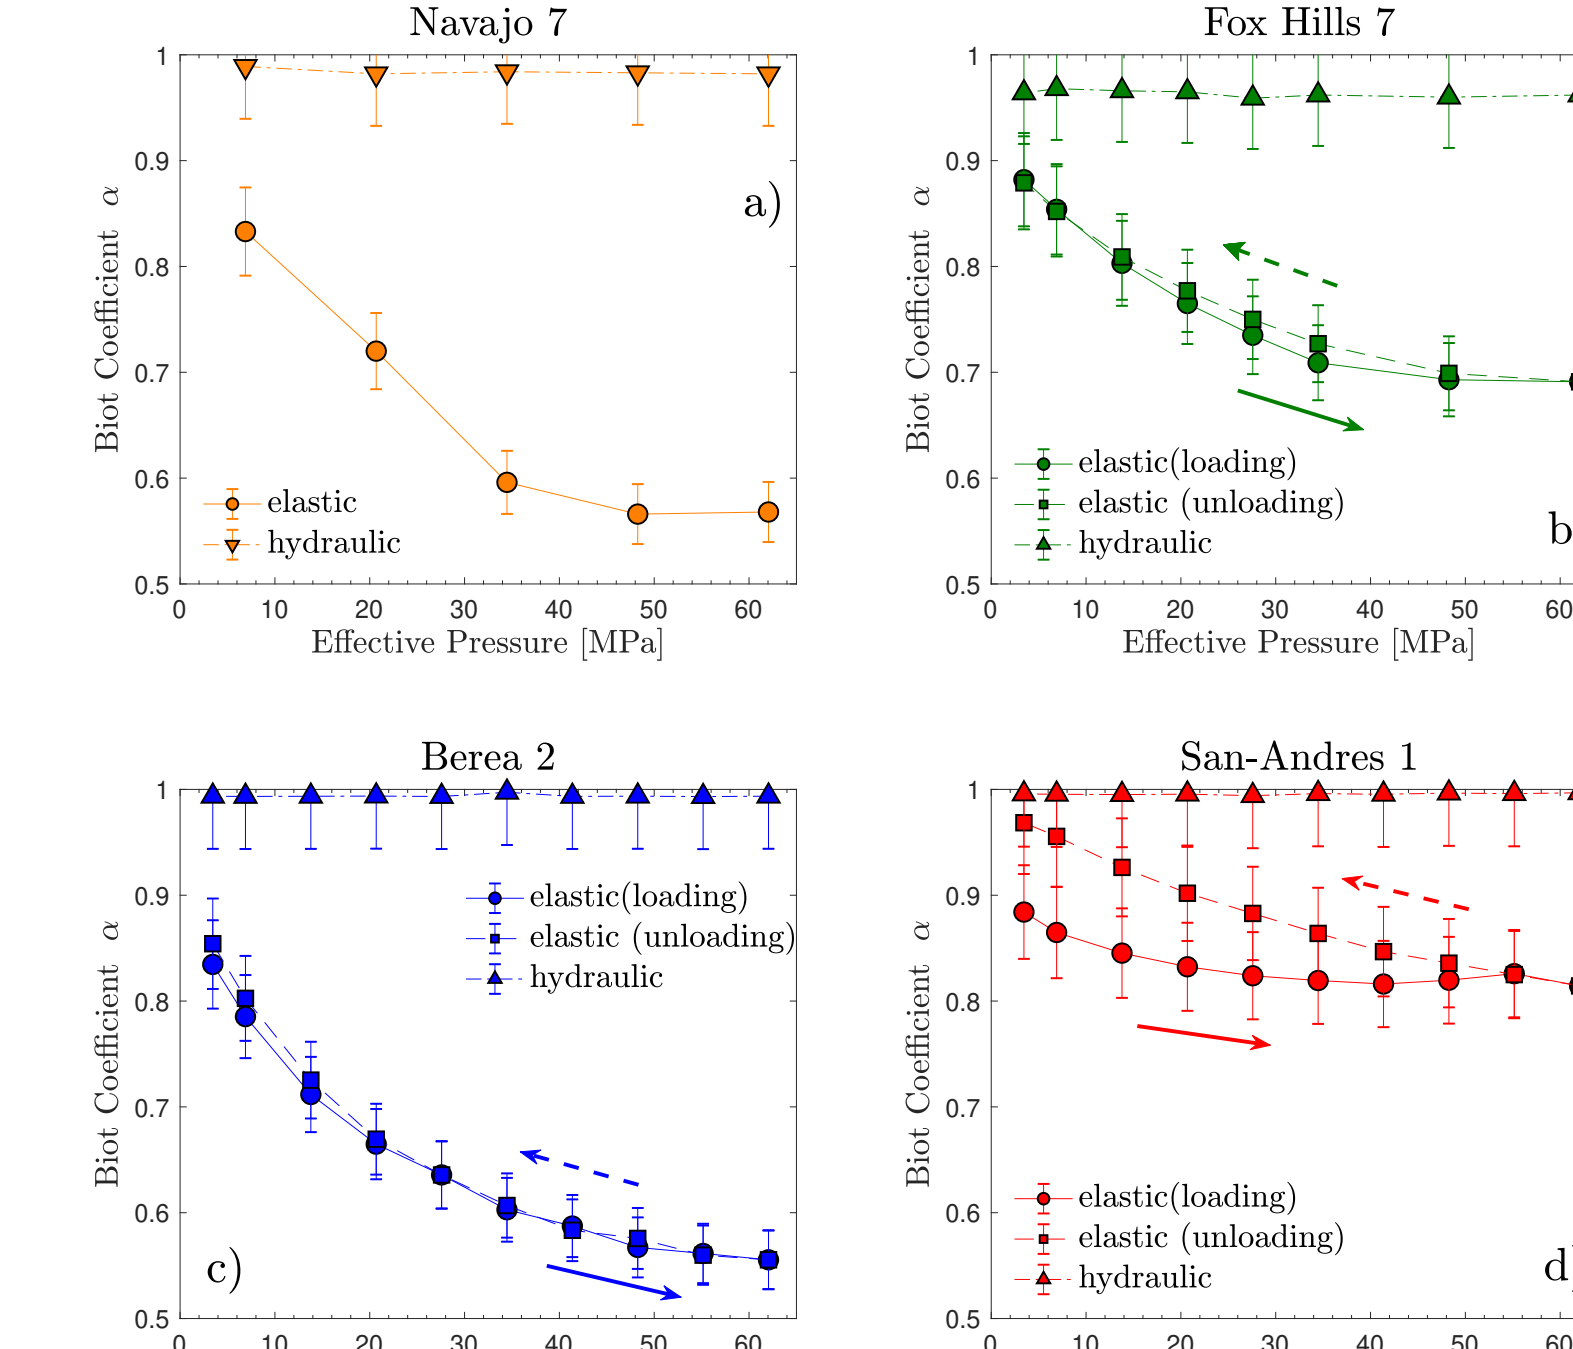 Navajo 7
1
0.9
0.8
0.7
0.6
0.5
Biot Coefficient α
a)
elastic
hydraulic
0 10 20 30 40 50 60
Effective Pressure [MPa]
Fox Hills 7
1
0.9
0.8
0.7
0.6
0.5
Biot Coefficient α
elastic(loading)
elastic (unloading)
hydraulic
b
0 10 20 30 40 50 60
Effective Pressure [MPa]
Berea 2
1
0.9
0.8
0.7
0.6
0.5
Biot Coefficient α
elastic(loading)
elastic (unloading)
hydraulic
c)
0 10 20 30 40 50 60
San-Andres 1
1
0.9
0.8
0.7
0.6
0.5
Biot Coefficient α
elastic(loading)
elastic (unloading)
hydraulic
d)
0 10 20 30 40 50 60